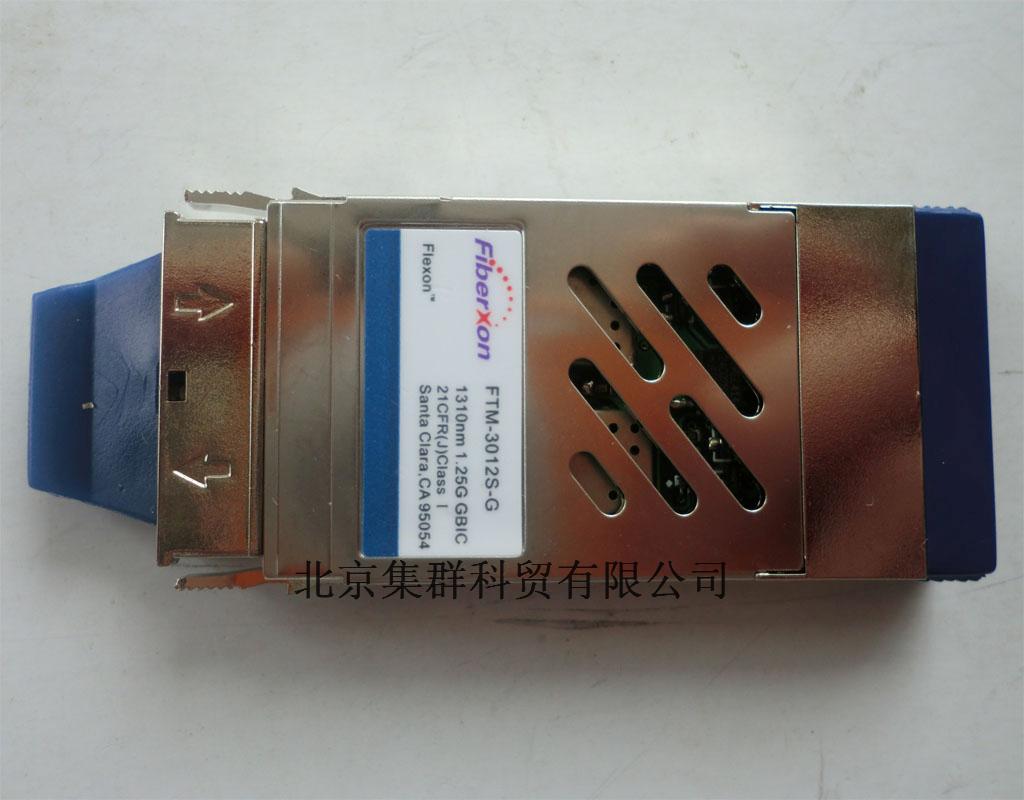 FiberXon
Flexon™
FTM-3012S-G
1310nm 1.25G GBIC
21CFR(J)Class I
Santa Clara,CA 95054
北京集群科贸有限公司